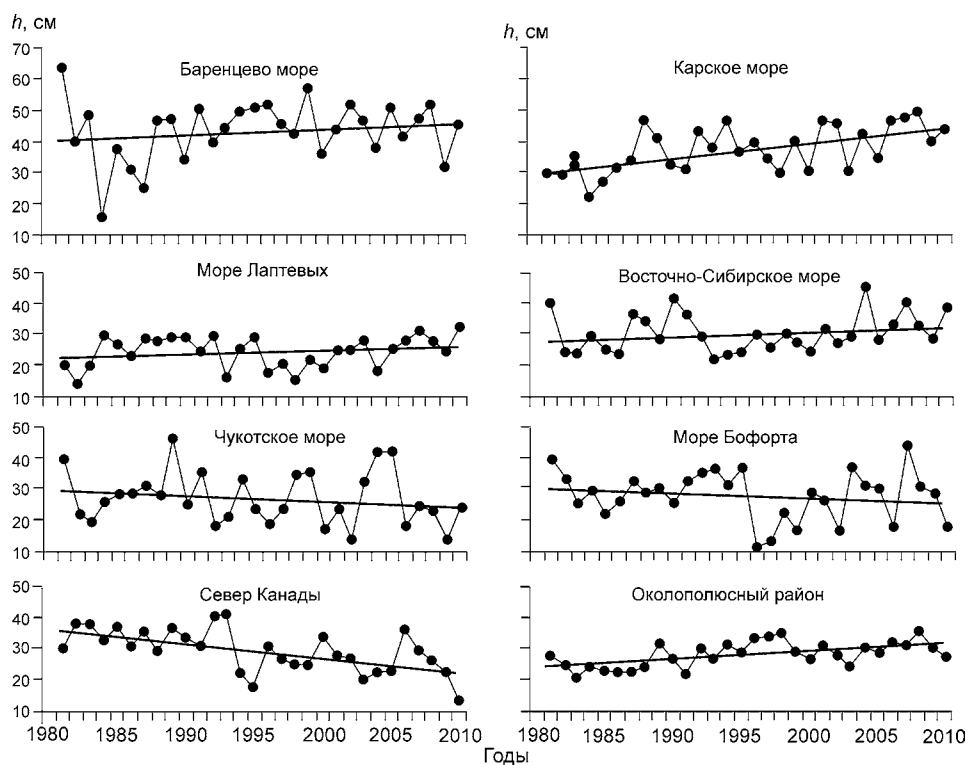 h, см
70
60
50
40
30
20
10
Баренцево море
h, см
Карское море
50
40
30
20
10
Море Лаптевых
Восточно-Сибирское море
50
40
30
20
10
Чукотское море
Море Бофорта
50
40
30
20
10
Север Канады
Околополюсный район
1980 1985 1990 1995 2000 2005 2010
1980 1985 1990 1995 2000 2005 2010
Годы